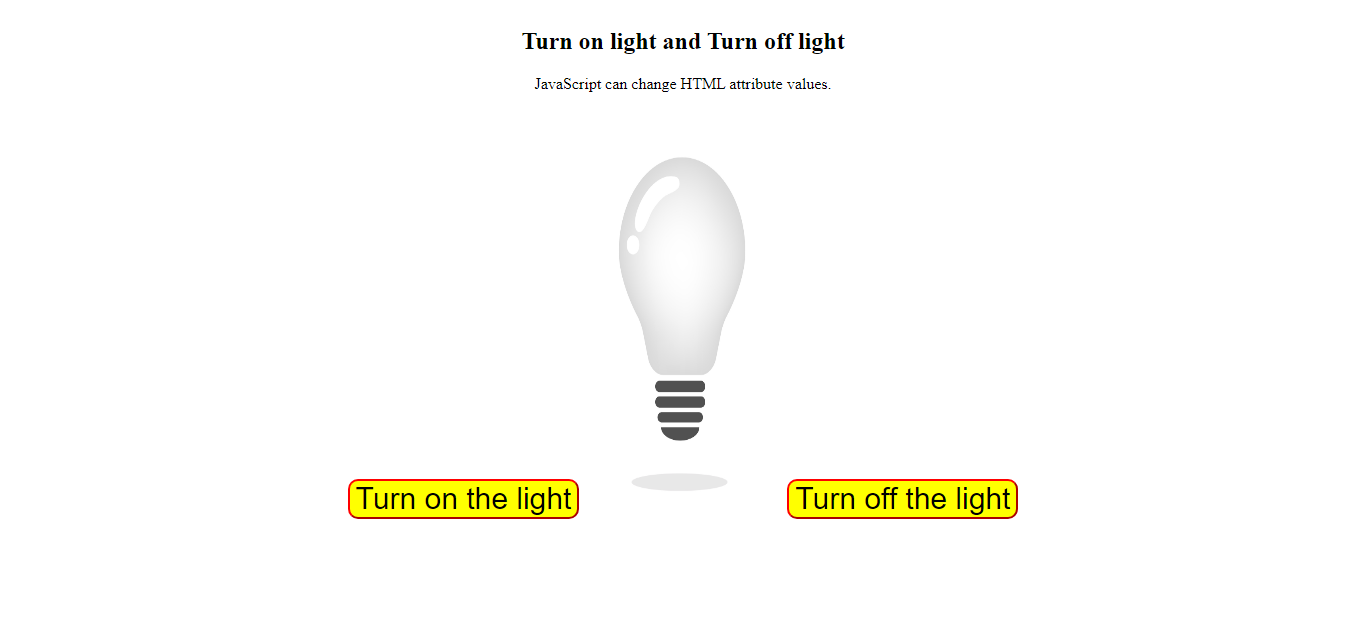 Turn on light and Turn off light
JavaScript can change HTML attribute values.
Turn on the light
Turn off the light